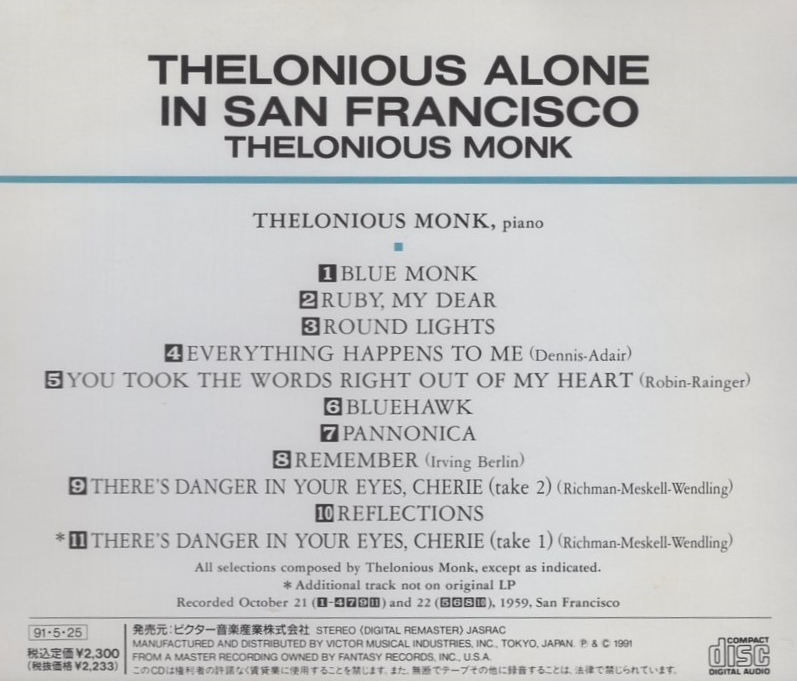 THELONIOUS ALONE
IN SAN FRANCISCO
THELONIOUS MONK
THELONIOUS MONK, piano
1 BLUE MONK
2 RUBY, MY DEAR
3 ROUND LIGHTS
4 EVERYTHING HAPPENS TO ME (Dennis-Adair)
5 YOU TOOK THE WORDS RIGHT OUT OF MY HEART (Robin-Rainger)
6 BLUEHAWK
7 PANNONICA
8 REMEMBER (Irving Berlin)
9 THERE'S DANGER IN YOUR EYES, CHERIE (take 2) (Richman-Meskell-Wendling)
10 REFLECTIONS
*11 THERE'S DANGER IN YOUR EYES, CHERIE (take 1) (Richman-Meskell-Wendling)
All selections composed by Thelonious Monk, except as indicated.
* Additional track not on original LP
Recorded October 21 (1-4 7 9 11) and 22 (5 6 8 10), 1959, San Francisco
91·5·25
税込定価¥2,300
(税抜価格¥2,233)
発売元:ビクター音楽産業株式会社 STEREO 〈DIGITAL REMASTER〉 JASRAC
MANUFACTURED AND DISTRIBUTED BY VICTOR MUSICAL INDUSTRIES, INC., TOKYO, JAPAN. ℗ & © 1991
FROM A MASTER RECORDING OWNED BY FANTASY RECORDS, INC., U.S.A.
このCDは権利者の許諾なく賃貸業に使用することを禁じます。また、無断でテープその他に録音することは、法律で禁じられています。
COMPACT
disc
DIGITAL AUDIO